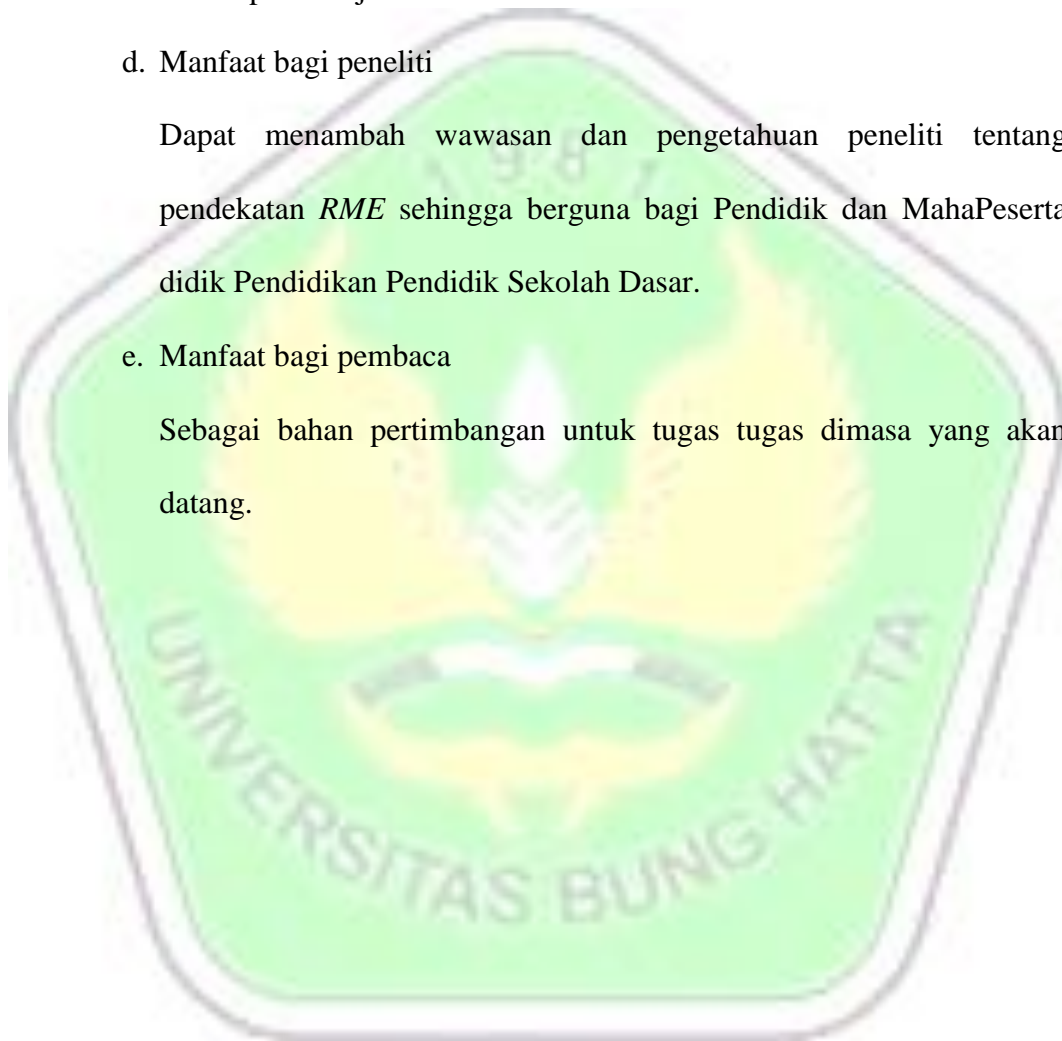 d. Manfaat bagi peneliti
Dapat menambah wawasan dan pengetahuan peneliti tentang
pendekatan RME sehingga berguna bagi Pendidik dan MahaPeserta
didik Pendidikan Pendidik Sekolah Dasar.
e. Manfaat bagi pembaca
Sebagai bahan pertimbangan untuk tugas tugas dimasa yang akan
datang.
1981
UNIVERSITAS BUNG HATTA